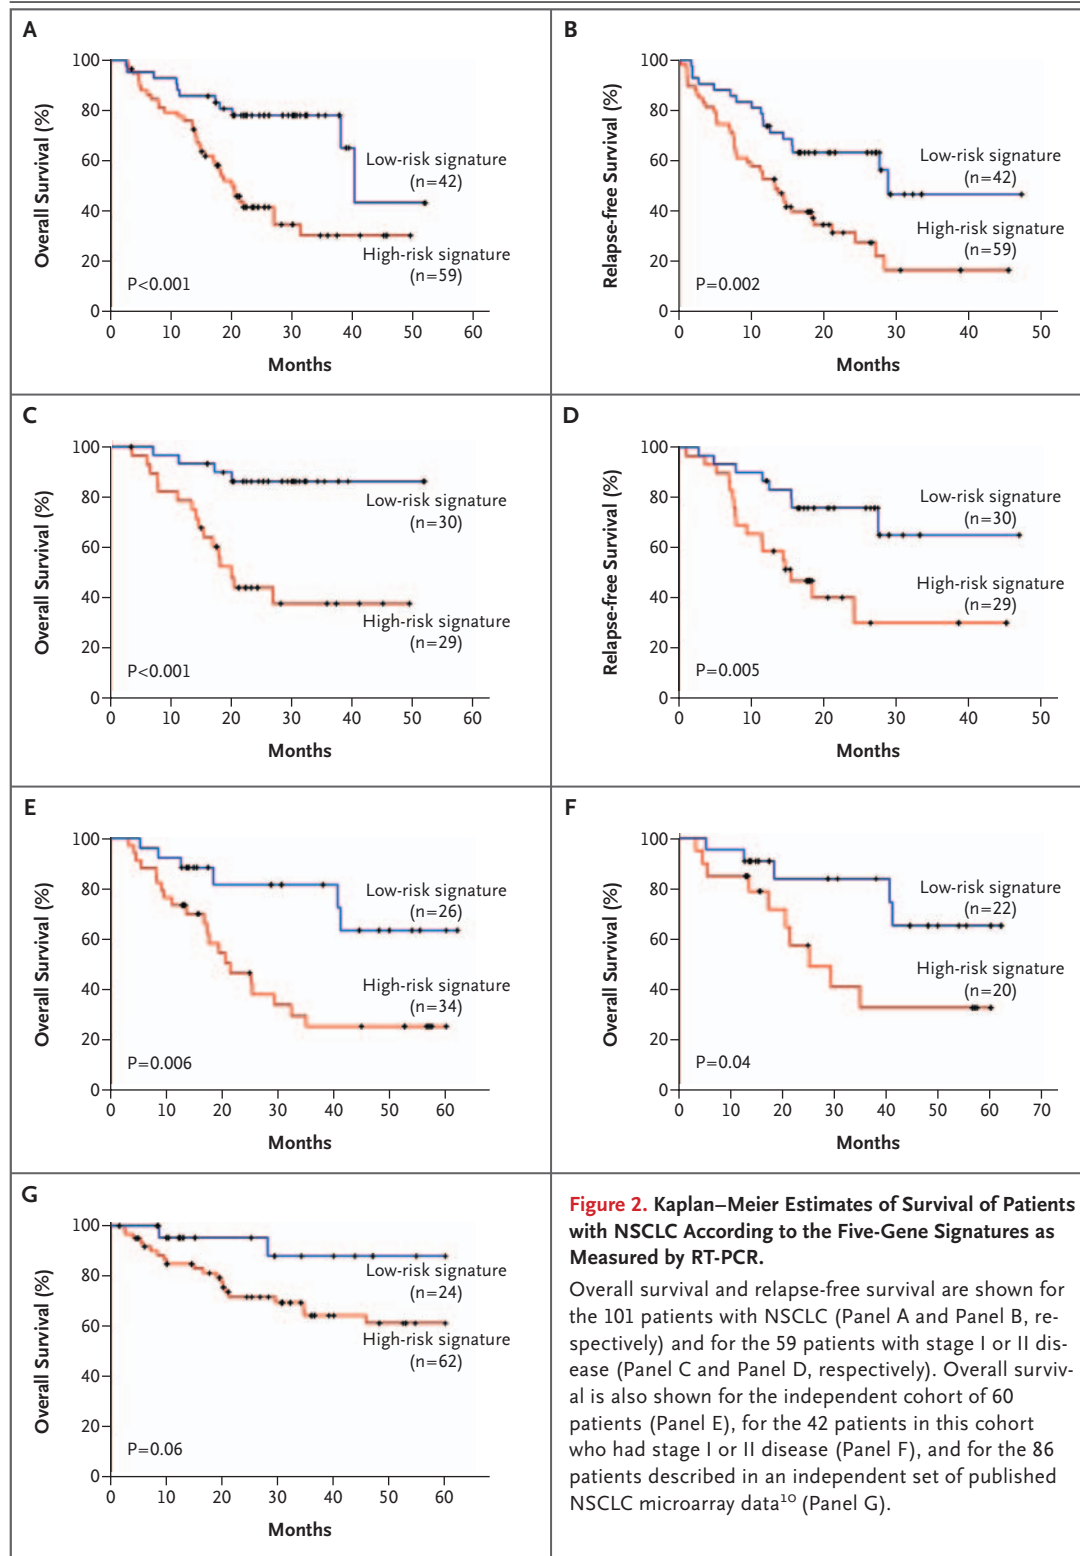 A
100
80
60
40
20
0
Overall Survival (%)
Low-risk signature
(n=42)
High-risk signature
(n=59)
P<0.001
0 10 20 30 40 50 60
Months
B
100
80
60
40
20
0
Relapse-free Survival (%)
Low-risk signature
(n=42)
High-risk signature
(n=59)
P=0.002
0 10 20 30 40 50
Months
C
100
80
60
40
20
0
Overall Survival (%)
Low-risk signature
(n=30)
High-risk signature
(n=29)
P<0.001
0 10 20 30 40 50 60
Months
D
100
80
60
40
20
0
Relapse-free Survival (%)
Low-risk signature
(n=30)
High-risk signature
(n=29)
P=0.005
0 10 20 30 40 50
Months
E
100
80
60
40
20
0
Overall Survival (%)
Low-risk signature
(n=26)
High-risk signature
(n=34)
P=0.006
0 10 20 30 40 50 60
Months
F
100
80
60
40
20
0
Overall Survival (%)
Low-risk signature
(n=22)
High-risk signature
(n=20)
P=0.04
0 10 20 30 40 50 60 70
Months
G
100
80
60
40
20
0
Overall Survival (%)
Low-risk signature
(n=24)
High-risk signature
(n=62)
P=0.06
0 10 20 30 40 50 60
Months
Figure 2. Kaplan–Meier Estimates of Survival of Patients
with NSCLC According to the Five-Gene Signatures as
Measured by RT-PCR.
Overall survival and relapse-free survival are shown for
the 101 patients with NSCLC (Panel A and Panel B, re-
spectively) and for the 59 patients with stage I or II dis-
ease (Panel C and Panel D, respectively). Overall surviv-
al is also shown for the independent cohort of 60
patients (Panel E), for the 42 patients in this cohort
who had stage I or II disease (Panel F), and for the 86
patients described in an independent set of published
NSCLC microarray data¹⁰ (Panel G).